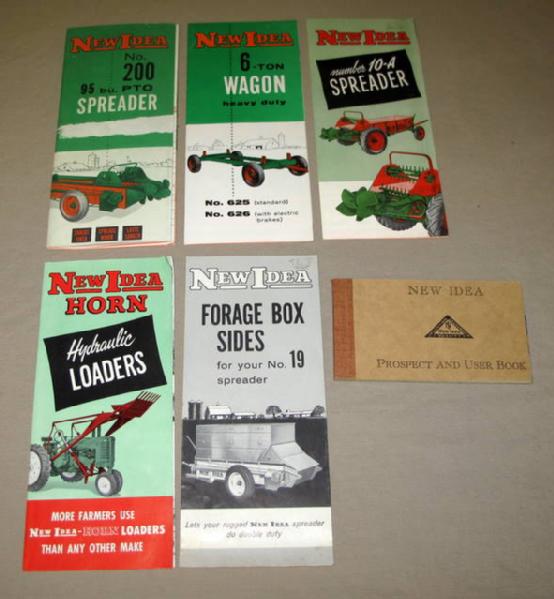 NEW IDEA
No.
200
95 bu. PTO
SPREADER
NEW IDEA
6-TON
WAGON
heavy duty
No. 625 (standard)
No. 626 (with electric
brakes)
NEW IDEA
number 10-A
SPREADER
NEW IDEA
HORN
Hydraulic
LOADERS
MORE FARMERS USE
NEW IDEA-HORN LOADERS
THAN ANY OTHER MAKE
NEW IDEA
FORAGE BOX
SIDES
for your No. 19
spreader
Lets your rugged NEW IDEA spreader
do double duty
NEW IDEA
PROSPECT AND USER BOOK